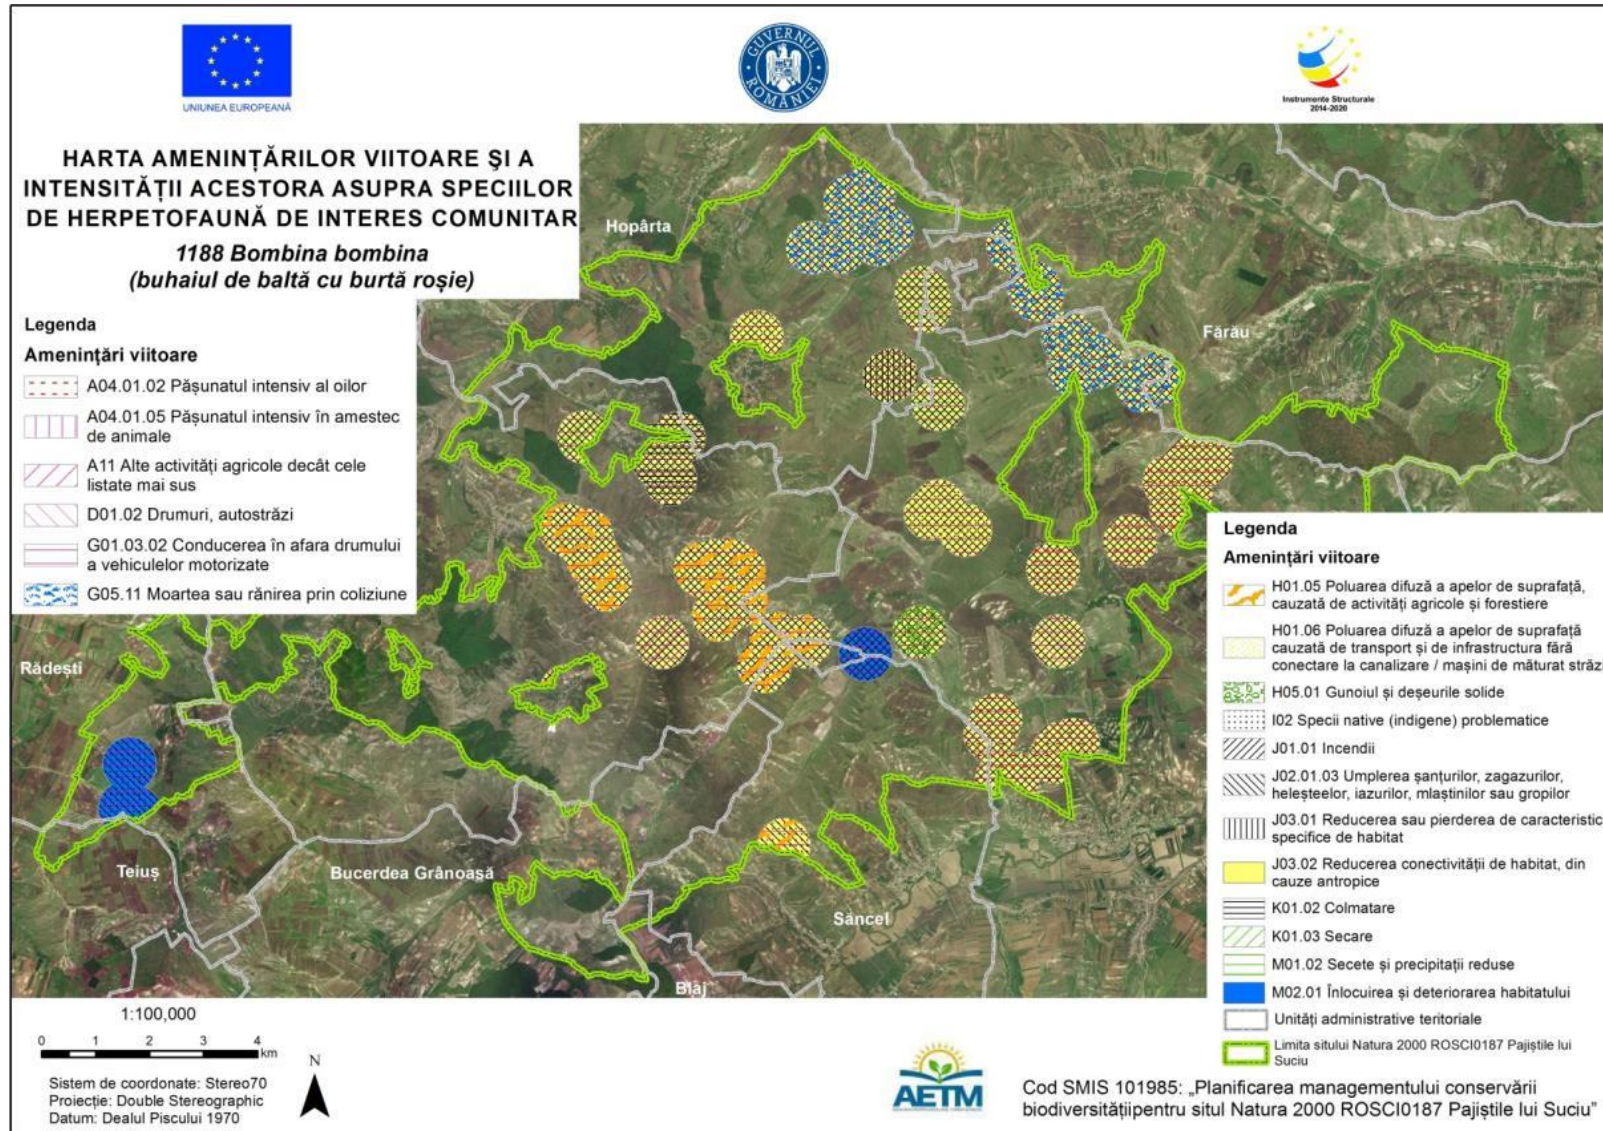 UNIUNEA EUROPEANĂ
GUVERNUL ROMÂNIEI
Instrumente Structurale
2014-2020
HARTA AMENINȚĂRILOR VIITOARE ŞI A
INTENSITĂȚII ACESTORA ASUPRA SPECIILOR
DE HERPETOFAUNĂ DE INTERES COMUNITAR
1188 Bombina bombina
(buhaiul de baltă cu burtă roșie)
Legenda
Amenințări viitoare
A04.01.02 Pășunatul intensiv al oilor
A04.01.05 Pășunatul intensiv în amestec
de animale
A11 Alte activități agricole decât cele
listate mai sus
D01.02 Drumuri, autostrăzi
G01.03.02 Conducerea în afara drumului
a vehiculelor motorizate
G05.11 Moartea sau rănirea prin coliziune
Hopârta
Fărău
Rădești
Teiuș
Bucerdea Grânoasă
Sâncel
Blaj
Legenda
Amenințări viitoare
H01.05 Poluarea difuză a apelor de suprafață,
cauzată de activități agricole și forestiere
H01.06 Poluarea difuză a apelor de suprafață
cauzată de transport și de infrastructura fără
conectare la canalizare / mașini de măturat străzi
H05.01 Gunoiul și deșeurile solide
I02 Specii native (indigene) problematice
J01.01 Incendii
J02.01.03 Umplerea șanțurilor, zagazurilor,
heleșteelor, iazurilor, mlaștinilor sau gropilor
J03.01 Reducerea sau pierderea de caracteristic
specifice de habitat
J03.02 Reducerea conectivității de habitat, din
cauze antropice
K01.02 Colmatare
K01.03 Secare
M01.02 Secete și precipitații reduse
M02.01 Înlocuirea și deteriorarea habitatului
Unități administrative teritoriale
Limita sitului Natura 2000 ROSCI0187 Pajiștile lui
Suciu
1:100,000
0 1 2 3 4
km
N
Sistem de coordonate: Stereo70
Proiecție: Double Stereographic
Datum: Dealul Piscului 1970
AETM
Cod SMIS 101985: „Planificarea managementului conservării
biodiversitățiipentru situl Natura 2000 ROSCI0187 Pajiștile lui Suciu”